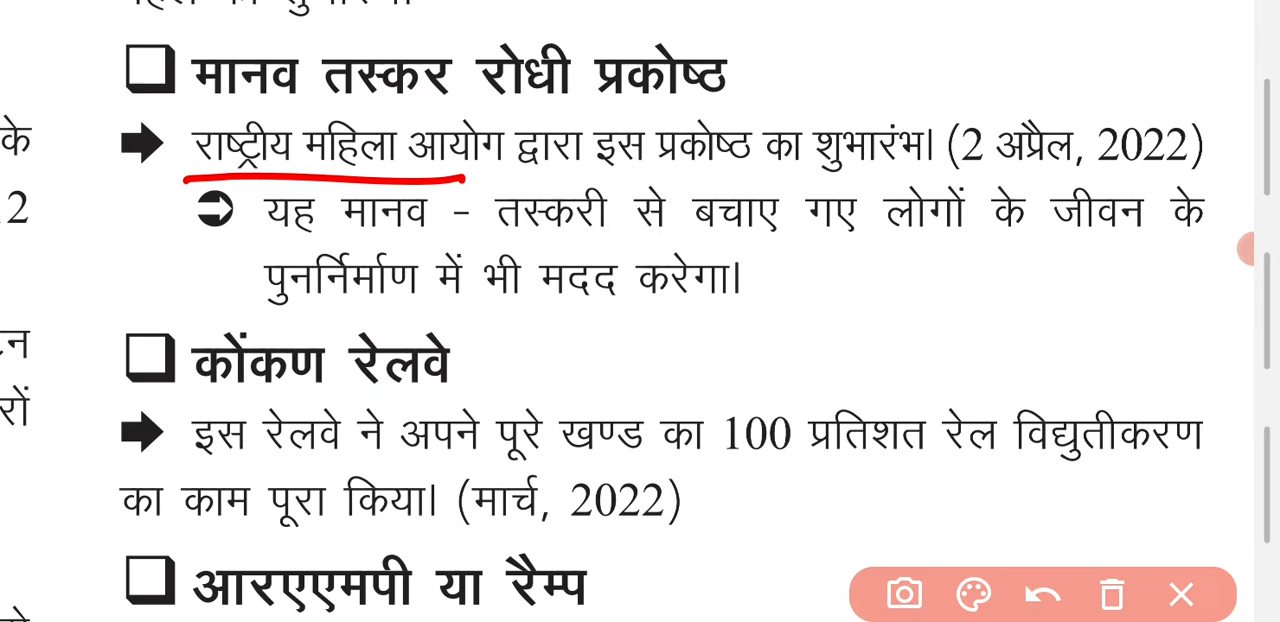 मानव तस्कर रोधी प्रकोष्ठ
के
राष्ट्रीय महिला आयोग द्वारा इस प्रकोष्ठ का शुभारंभ। (2 अप्रैल, 2022)
2
यह मानव - तस्करी से बचाए गए लोगों के जीवन के
पुनर्निर्माण में भी मदद करेगा।
कोंकण रेलवे
रों
इस रेलवे ने अपने पूरे खण्ड का 100 प्रतिशत रेल विद्युतीकरण
का काम पूरा किया। (मार्च, 2022)
आरएएमपी या रैम्प